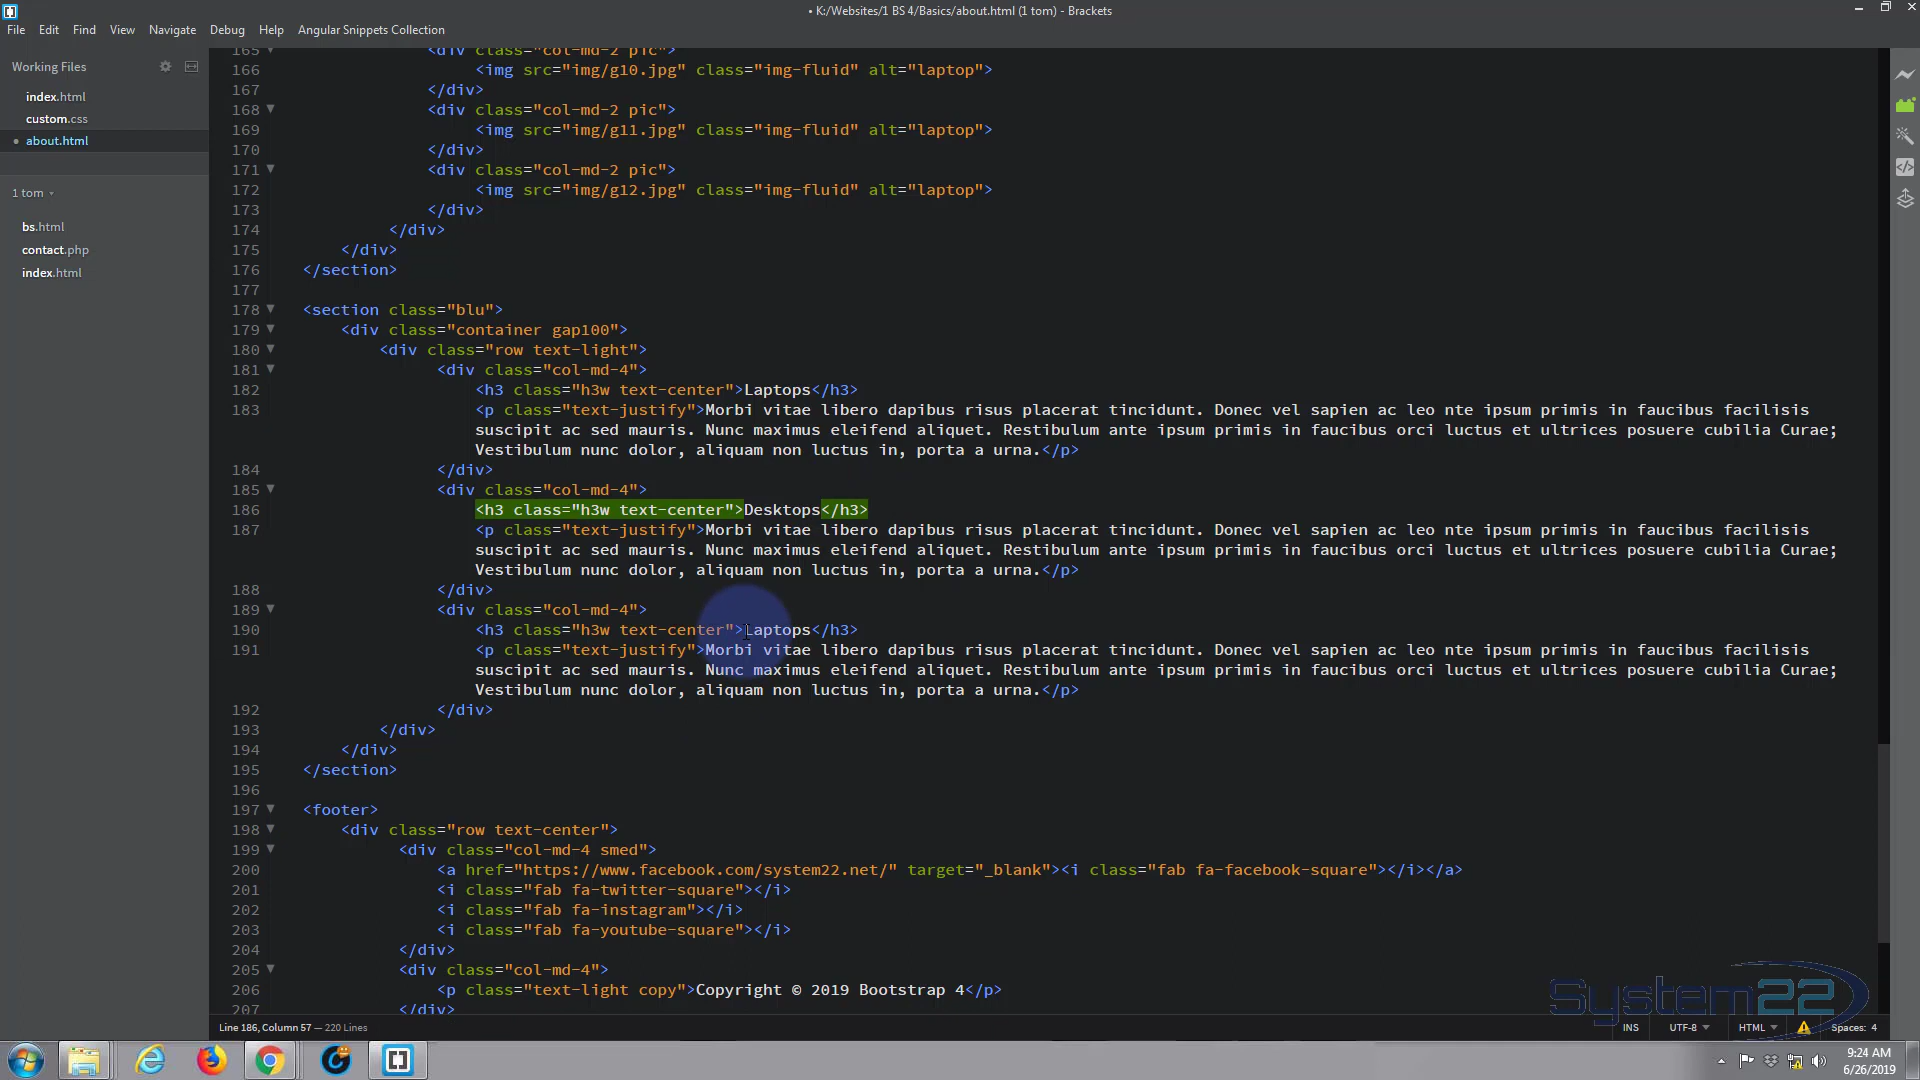 • K:/Websites/1 BS 4/Basics/about.html (1 tom) - Brackets
File Edit Find View Navigate Debug Help Angular Snippets Collection
Working Files
index.html
custom.css
• about.html
1 tom
bs.html
contact.php
index.html
165 <div class="col-md-2 pic">
166 <img src="img/g10.jpg" class="img-fluid" alt="laptop">
167 </div>
168 <div class="col-md-2 pic">
169 <img src="img/g11.jpg" class="img-fluid" alt="laptop">
170 </div>
171 <div class="col-md-2 pic">
172 <img src="img/g12.jpg" class="img-fluid" alt="laptop">
173 </div>
174 </div>
175 </div>
176 </section>
177
178 <section class="blu">
179 <div class="container gap100">
180 <div class="row text-light">
181 <div class="col-md-4">
182 <h3 class="h3w text-center">Laptops</h3>
183 <p class="text-justify">Morbi vitae libero dapibus risus placerat tincidunt. Donec vel sapien ac leo nte ipsum primis in faucibus facilisis
suscipit ac sed mauris. Nunc maximus eleifend aliquet. Restibulum ante ipsum primis in faucibus orci luctus et ultrices posuere cubilia Curae;
Vestibulum nunc dolor, aliquam non luctus in, porta a urna.</p>
184 </div>
185 <div class="col-md-4">
186 <h3 class="h3w text-center">Desktops</h3>
187 <p class="text-justify">Morbi vitae libero dapibus risus placerat tincidunt. Donec vel sapien ac leo nte ipsum primis in faucibus facilisis
suscipit ac sed mauris. Nunc maximus eleifend aliquet. Restibulum ante ipsum primis in faucibus orci luctus et ultrices posuere cubilia Curae;
Vestibulum nunc dolor, aliquam non luctus in, porta a urna.</p>
188 </div>
189 <div class="col-md-4">
190 <h3 class="h3w text-center">Laptops</h3>
191 <p class="text-justify">Morbi vitae libero dapibus risus placerat tincidunt. Donec vel sapien ac leo nte ipsum primis in faucibus facilisis
suscipit ac sed mauris. Nunc maximus eleifend aliquet. Restibulum ante ipsum primis in faucibus orci luctus et ultrices posuere cubilia Curae;
Vestibulum nunc dolor, aliquam non luctus in, porta a urna.</p>
192 </div>
193 </div>
194 </div>
195 </section>
196
197 <footer>
198 <div class="row text-center">
199 <div class="col-md-4 smed">
200 <a href="https://www.facebook.com/system22.net/" target="_blank"><i class="fab fa-facebook-square"></i></a>
201 <i class="fab fa-twitter-square"></i>
202 <i class="fab fa-instagram"></i>
203 <i class="fab fa-youtube-square"></i>
204 </div>
205 <div class="col-md-4">
206 <p class="text-light copy">Copyright © 2019 Bootstrap 4</p>
207 </div>
System22
Line 186, Column 57 — 220 Lines
INS UTF-8 HTML Spaces: 4
9:24 AM
6/26/2019